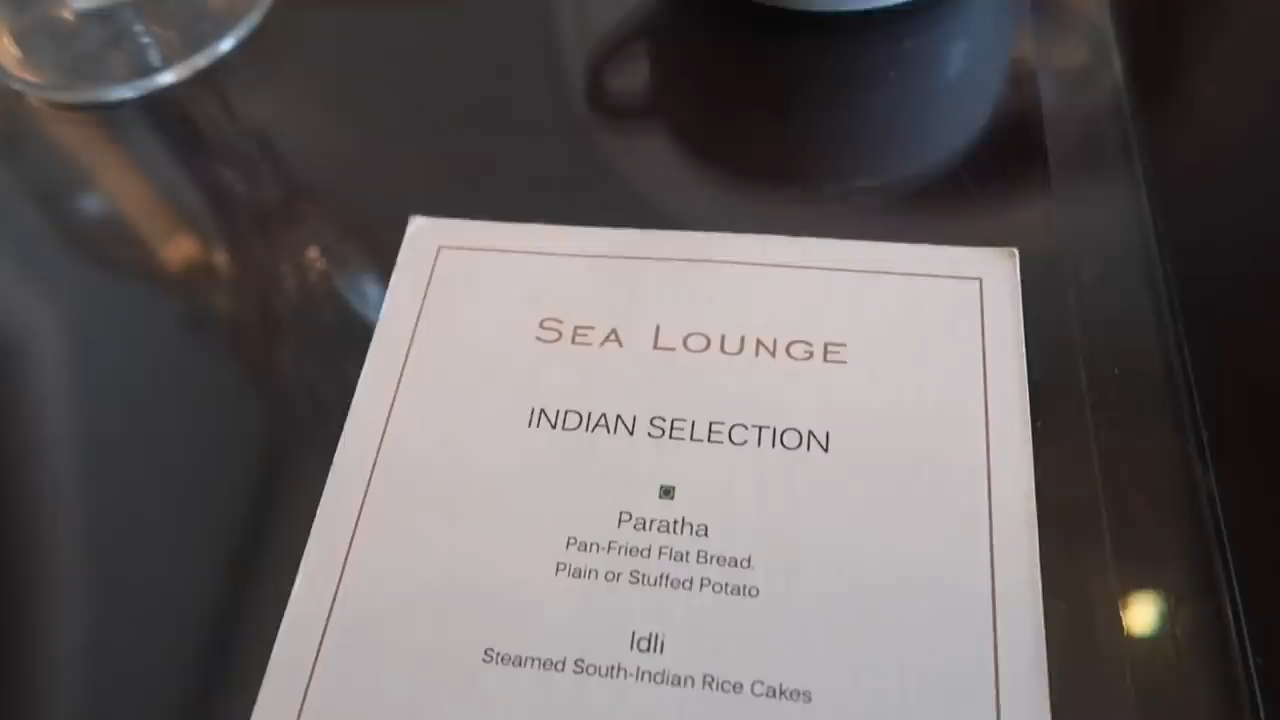 SEA LOUNGE
INDIAN SELECTION
Paratha
Pan-Fried Flat Bread.
Plain or Stuffed Potato
Idli
Steamed South-Indian Rice Cakes